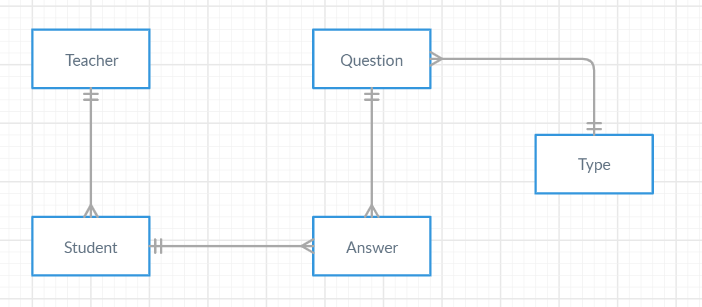 Teacher
Question
Type
Student
Answer